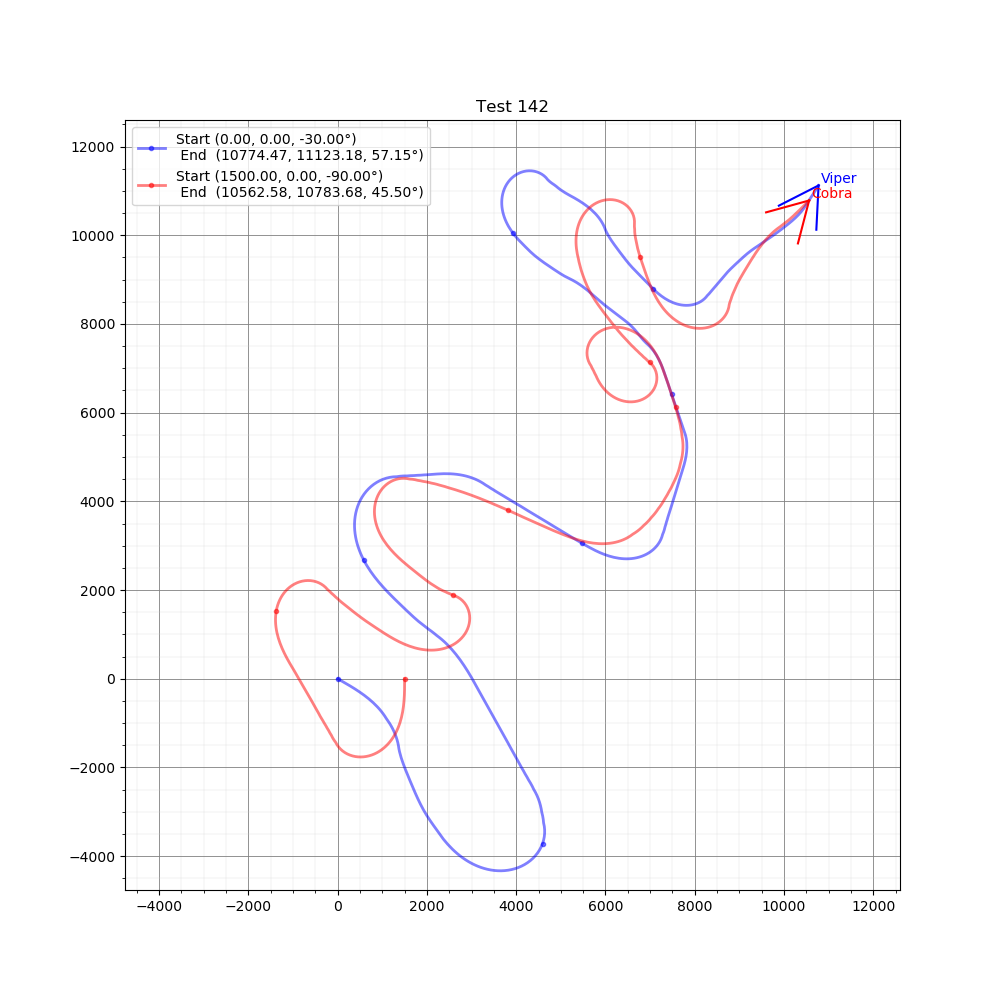 Test 142
Start (0.00, 0.00, -30.00°)
End (10774.47, 11123.18, 57.15°)
Start (1500.00, 0.00, -90.00°)
End (10562.58, 10783.68, 45.50°)
Viper
Cobra
12000
10000
8000
6000
4000
2000
0
−2000
−4000
−4000 −2000 0 2000 4000 6000 8000 10000 12000